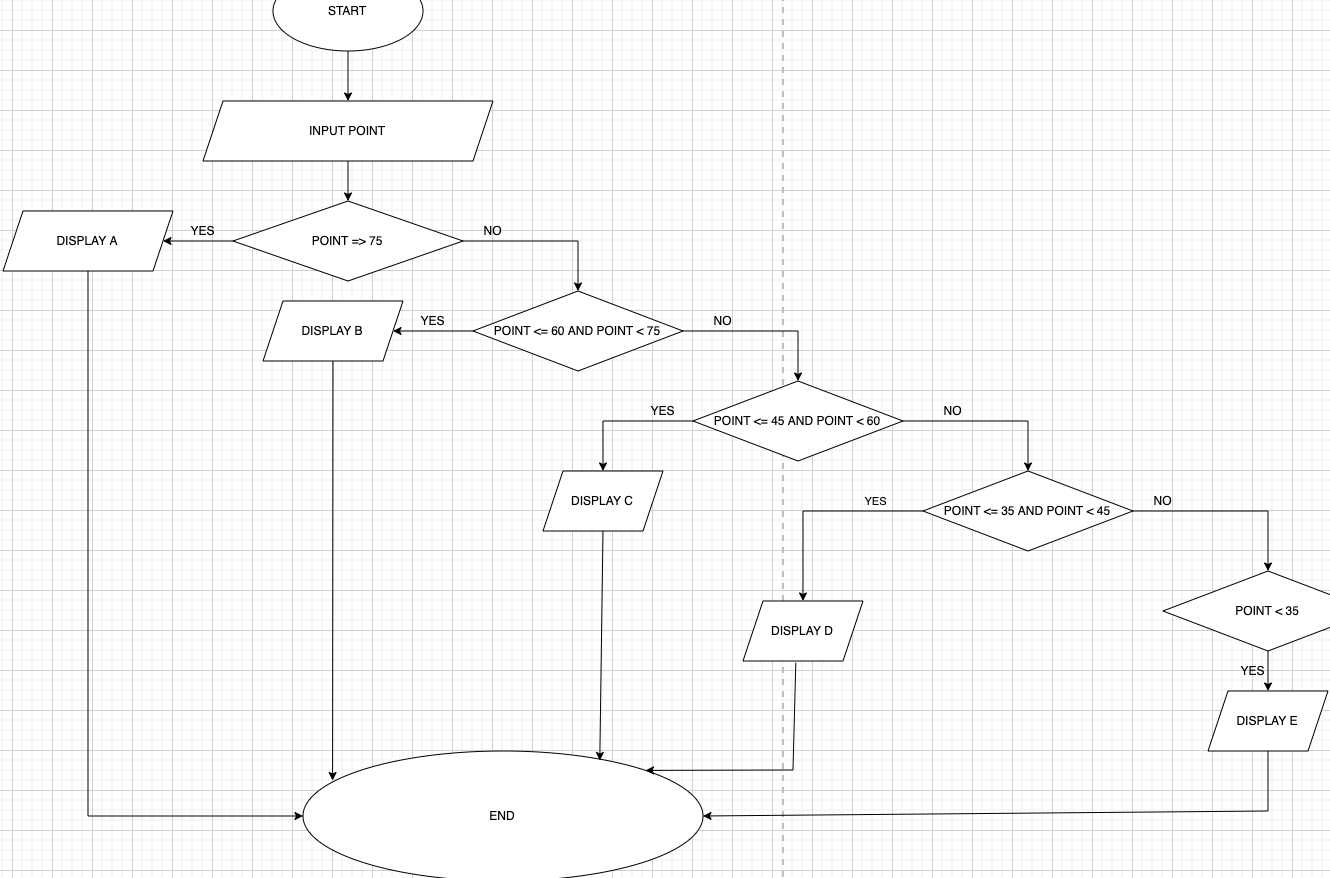 START
INPUT POINT
DISPLAY A
YES
POINT => 75
NO
DISPLAY B
YES
POINT <= 60 AND POINT < 75
NO
YES
POINT <= 45 AND POINT < 60
NO
DISPLAY C
YES
POINT <= 35 AND POINT < 45
NO
DISPLAY D
POINT < 35
YES
DISPLAY E
END